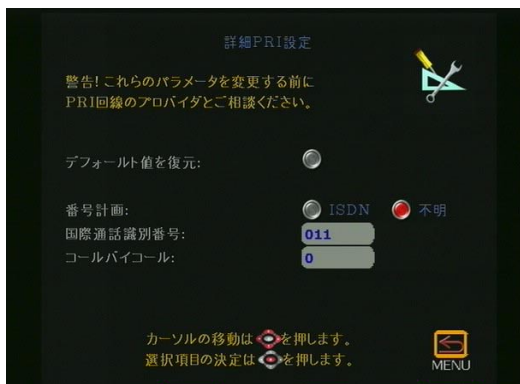 詳細PRI設定
警告! これらのパラメータを変更する前に
PRI回線のプロバイダとご相談ください。
デフォールト値を復元:
番号計画: ISDN 不明
国際通話識別番号: 011
コールバイコール: 0
カーソルの移動は を押します。
選択項目の決定は を押します。
MENU